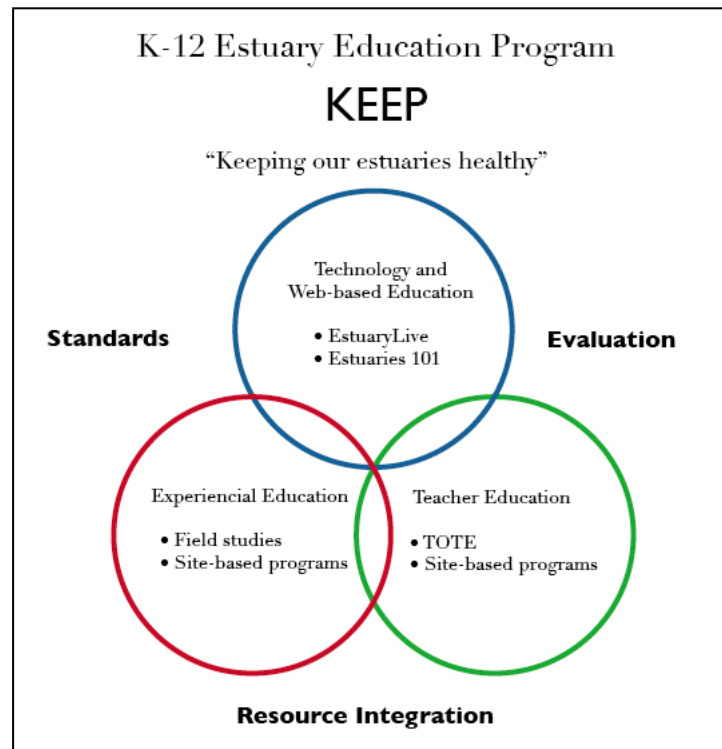 K-12 Estuary Education Program
KEEP
“Keeping our estuaries healthy”
Technology and
Web-based Education
• EstuaryLive
• Estuaries 101
Standards
Evaluation
Experiencial Education
• Field studies
• Site-based programs
Teacher Education
• TOTE
• Site-based programs
Resource Integration